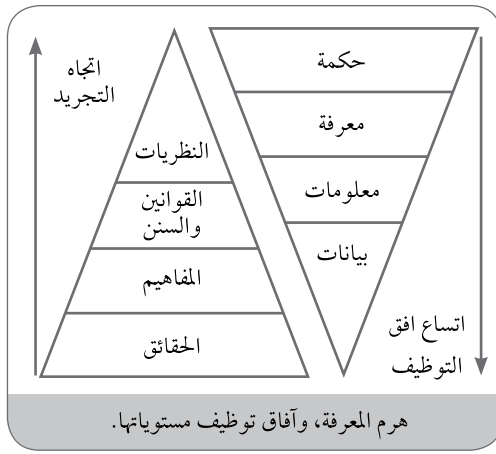 حكمة
معرفة
معلومات
بيانات
اتساع افق
التوظيف
اتجاه
التجريد
النظريات
القوانين
والسنن
المفاهيم
الحقائق
هرم المعرفة، وآفاق توظيف مستوياتها.